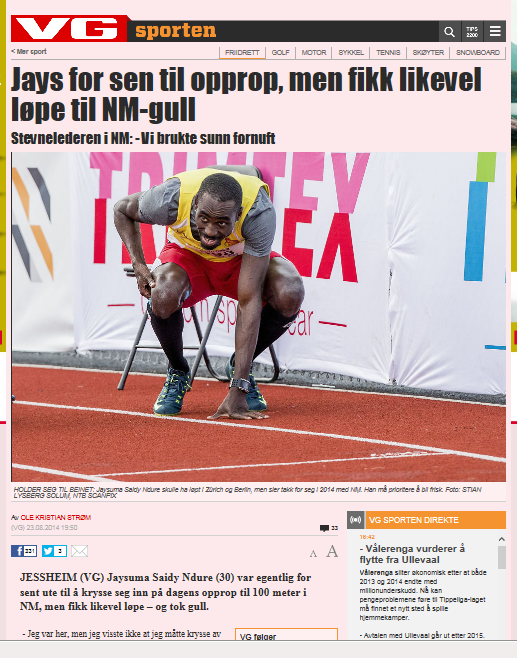 VG sporten
TIPS
2200
< Mer sport
FRIIDRETT GOLF MOTOR SYKKEL TENNIS SKØYTER SNOWBOARD
Jays for sen til opprop, men fikk likevel
løpe til NM-gull
Stevnelederen i NM: - Vi brukte sunn fornuft
TRIMTEX
HOLDER SEG TIL BEINET: Jaysuma Saidy Ndure skulle ha løpt i Zürich og Berlin, men sier takk for seg i 2014 med NM. Han må prioritere å bli frisk. Foto: STIAN
LYSBERG SOLUM, NTB SCANPIX
Av OLE KRISTIAN STRØM
(VG) 23.08.2014 19:50
33
221
3
A A
JESSHEIM (VG) Jaysuma Saidy Ndure (30) var egentlig for
sent ute til å krysse seg inn på dagens opprop til 100 meter i
NM, men fikk likevel løpe – og tok gull.
- Jeg var her, men jeg visste ikke at jeg måtte krysse av
VG følger
VG SPORTEN DIREKTE
16:42
- Vålerenga vurderer å
flytte fra Ullevaal
Vålerenga sliter økonomisk etter at både
2013 og 2014 endte med
millionunderskudd. Nå kan
pengeproblemene føre til Tippeliga-laget
må finnet et nytt sted å spille
hjemmekamper.
- Avtalen med Ullevaal går ut etter 2015.